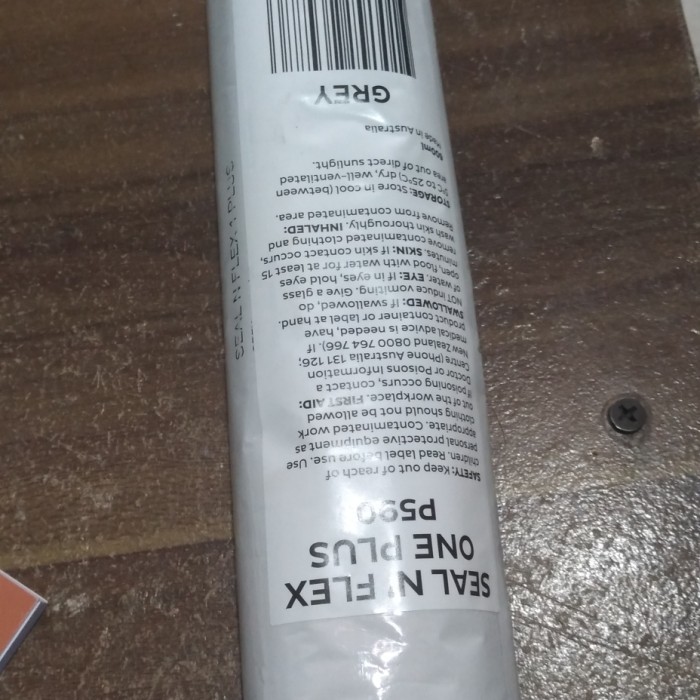 SEAL N' FLEX
ONE PLUS
P590
SAFETY: Keep out of reach of
children. Read label before use. Use
personal protective equipment as
appropriate. Contaminated work
clothing should not be allowed
out of the workplace. FIRST AID:
If poisoning occurs, contact a
Doctor or Poisons Information
Centre (Phone Australia 131 126;
New Zealand 0800 764 766). If
medical advice is needed, have
product container or label at hand.
SWALLOWED: If swallowed, do
NOT induce vomiting. Give a glass
of water. EYE: If in eyes, hold eyes
open, flood with water for at least 15
minutes. SKIN: If skin contact occurs,
remove contaminated clothing and
wash skin thoroughly. INHALED:
Remove from contaminated area.
STORAGE: Store in cool (between
5°C to 25°C) dry, well-ventilated
area out of direct sunlight.
600ml
Made in Australia
GREY
SEAL N FLEX 1 PLUS